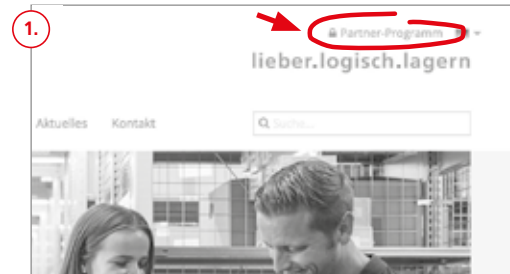 1.
Partner-Programm
lieber.logisch.lagern
Aktuelles Kontakt
Suche...